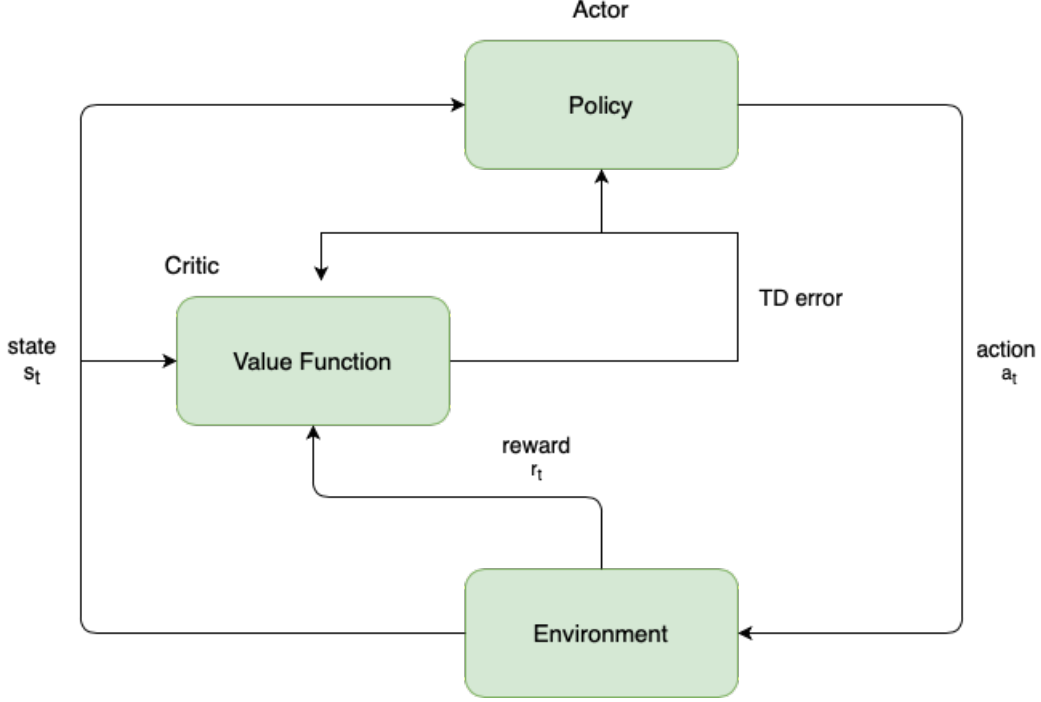 Actor
Policy
Critic
TD error
Value Function
state
sₜ
action
aₜ
reward
rₜ
Environment